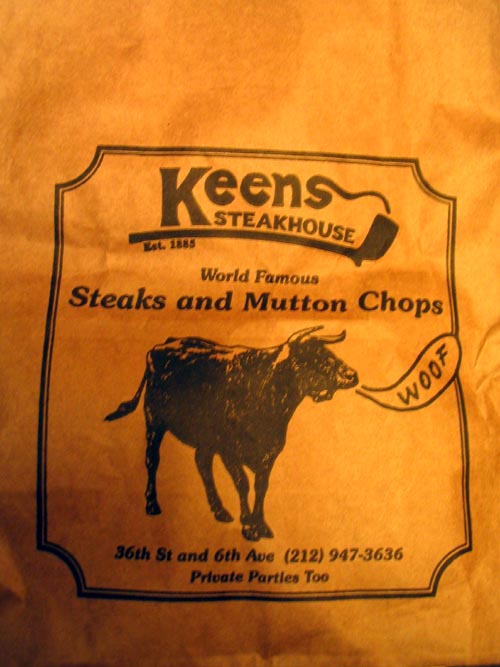 Keens
STEAKHOUSE
Est. 1885
World Famous
Steaks and Mutton Chops
WOOF
36th St and 6th Ave (212) 947-3636
Private Parties Too